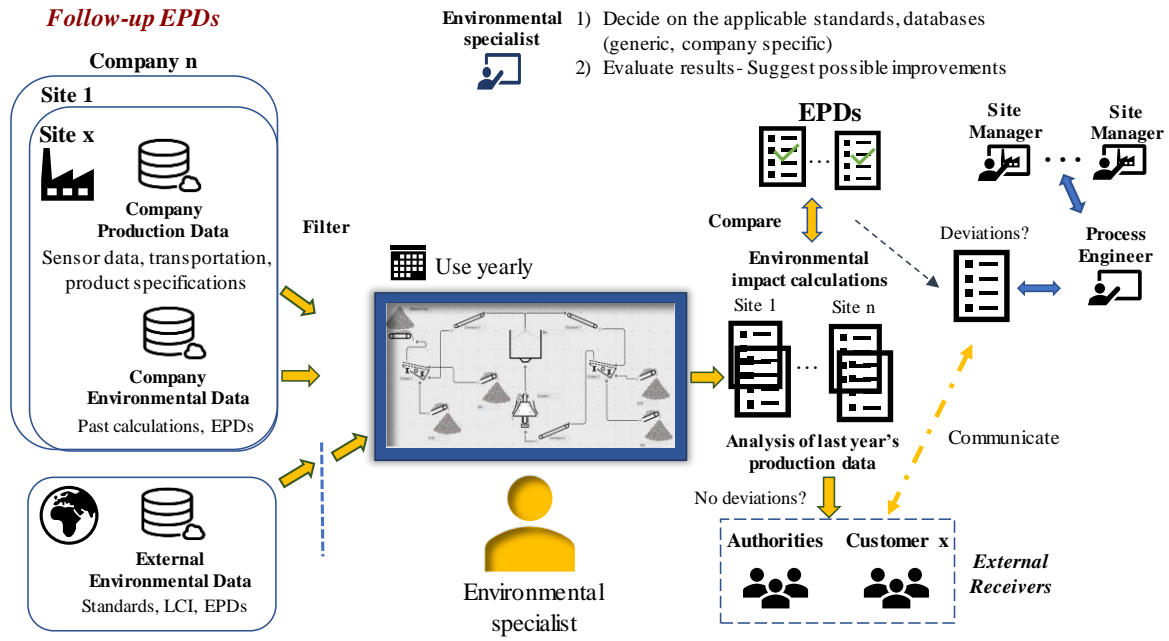 Follow-up EPDs
Company n
Site 1
Site x
Company
Production Data
Sensor data, transportation,
product specifications
Company
Environmental Data
Past calculations, EPDs
External
Environmental Data
Standards, LCI, EPDs
Filter
Use yearly
Environmental
specialist
Environmental
specialist
1) Decide on the applicable standards, databases
(generic, company specific)
2) Evaluate results- Suggest possible improvements
EPDs
...
Compare
Environmental
impact calculations
Site 1
Site n
...
Analysis of last year's
production data
No deviations?
Authorities
Customer x
External
Receivers
Communicate
Deviations?
Site
Manager
...
Site
Manager
Process
Engineer